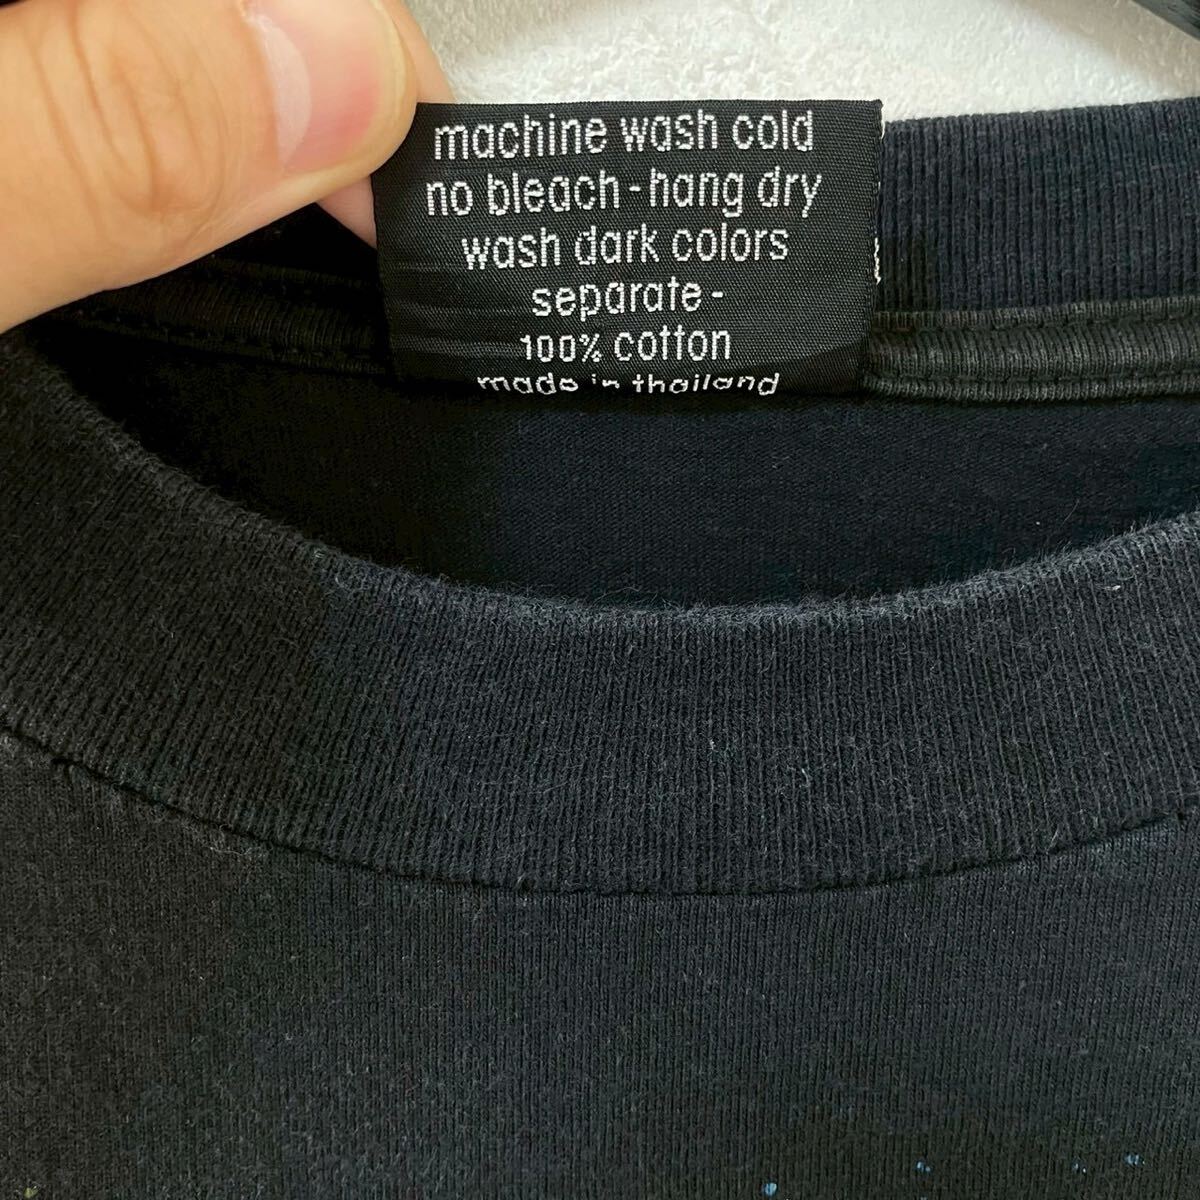 machine wash cold
no bleach - hang dry
wash dark colors
separate -
100% cotton
made in thailand